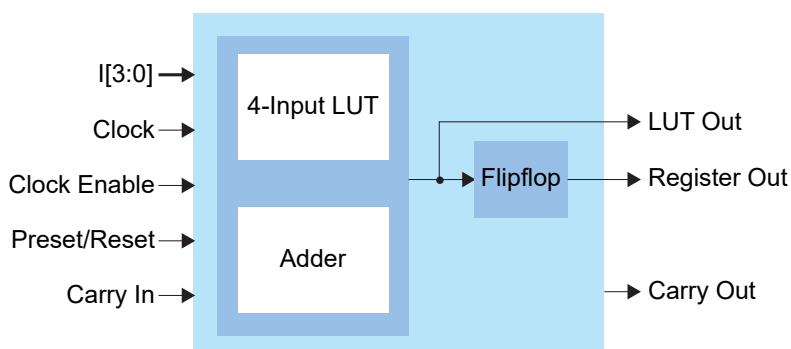 I[3:0]
Clock
Clock Enable
Preset/Reset
Carry In
4-Input LUT
Adder
Flipflop
LUT Out
Register Out
Carry Out